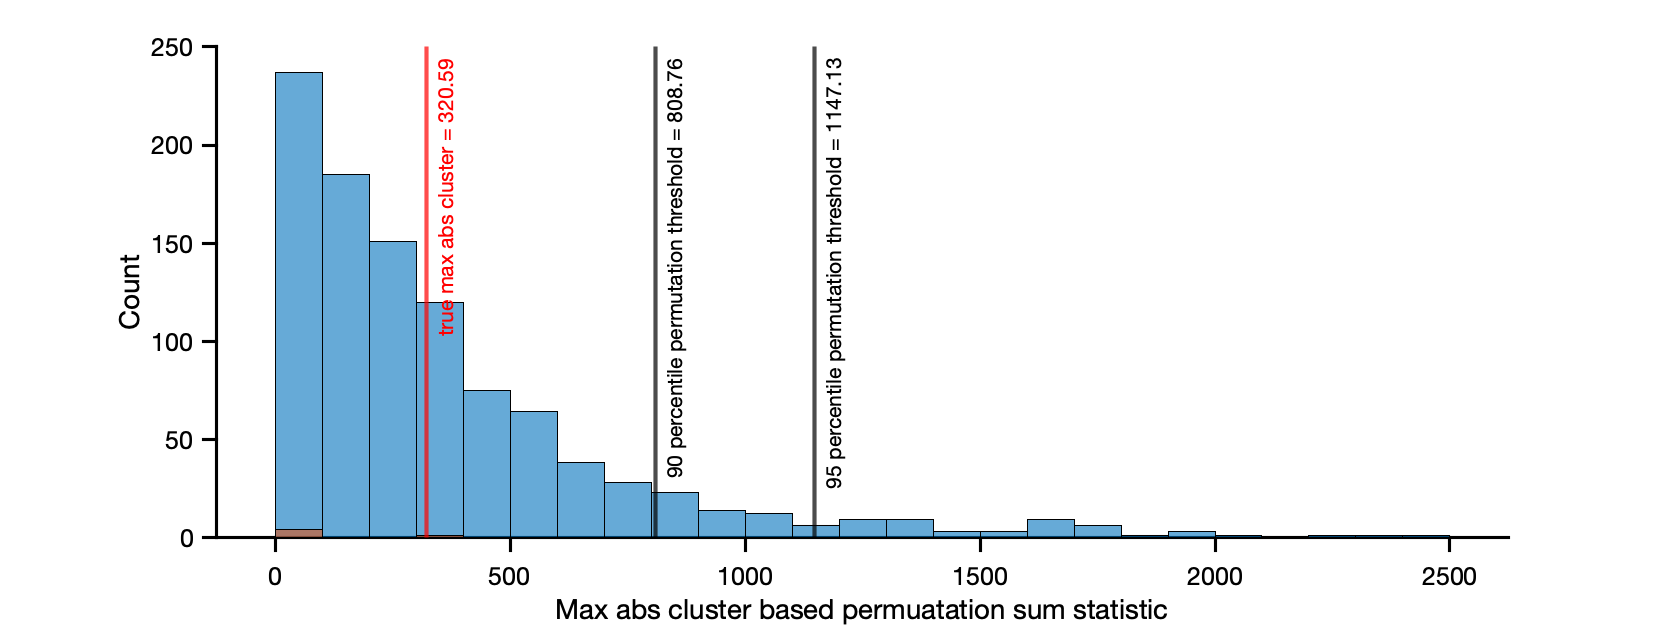 250
200
150
100
50
0
Count
true max abs cluster = 320.59
90 percentile permutation threshold = 808.76
95 percentile permutation threshold = 1147.13
0 500 1000 1500 2000 2500
Max abs cluster based permuatation sum statistic